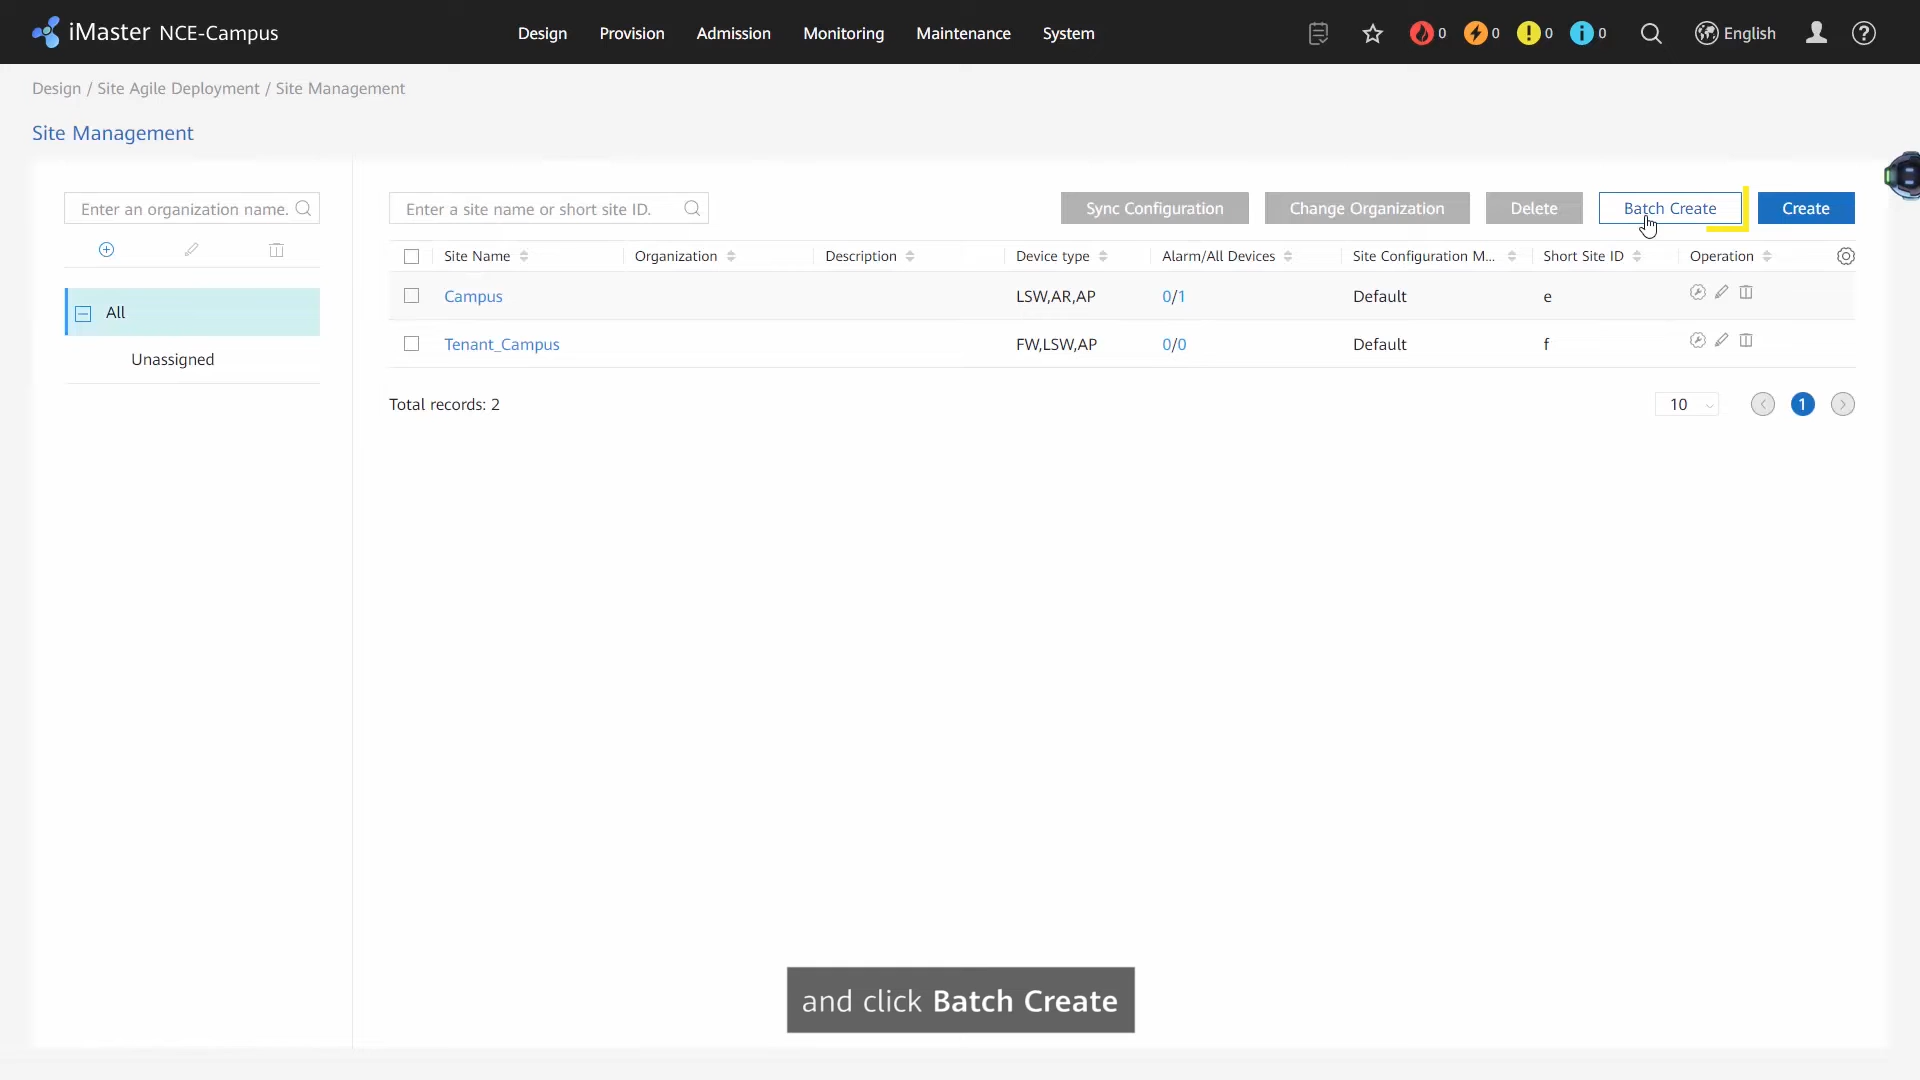 iMaster NCE-Campus
Design Provision Admission Monitoring Maintenance System
0 0 0 0 English
Design / Site Agile Deployment / Site Management
Site Management
Enter an organization name.
All
Unassigned
Enter a site name or short site ID.
Sync Configuration Change Organization Delete Batch Create Create
Site Name Organization Description Device type Alarm/All Devices Site Configuration M... Short Site ID Operation
Campus LSW,AR,AP 0/1 Default e
Tenant_Campus FW,LSW,AP 0/0 Default f
Total records: 2 10 1
and click Batch Create